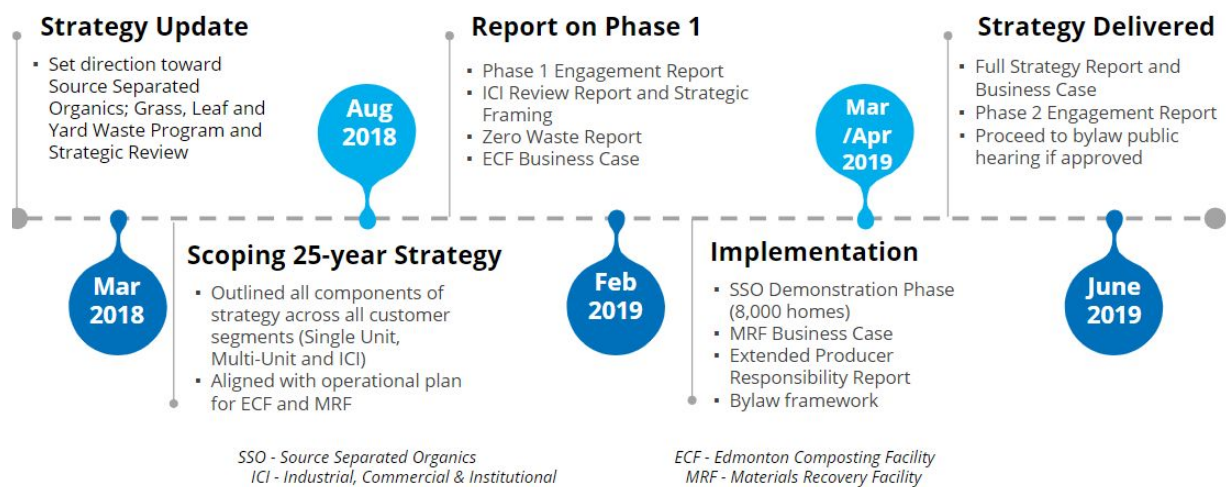 Strategy Update
▪ Set direction toward
Source Separated
Organics; Grass, Leaf and
Yard Waste Program and
Strategic Review
Mar
2018
Scoping 25-year Strategy
▪ Outlined all components of
strategy across all customer
segments (Single Unit,
Multi-Unit and ICI)
▪ Aligned with operational plan
for ECF and MRF
Aug
2018
Report on Phase 1
▪ Phase 1 Engagement Report
▪ ICI Review Report and Strategic
Framing
▪ Zero Waste Report
▪ ECF Business Case
Feb
2019
Implementation
▪ SSO Demonstration Phase
(8,000 homes)
▪ MRF Business Case
▪ Extended Producer
Responsibility Report
▪ Bylaw framework
Mar
/Apr
2019
Strategy Delivered
▪ Full Strategy Report and
Business Case
▪ Phase 2 Engagement Report
▪ Proceed to bylaw public
hearing if approved
June
2019
SSO - Source Separated Organics
ICI - Industrial, Commercial & Institutional
ECF - Edmonton Composting Facility
MRF - Materials Recovery Facility